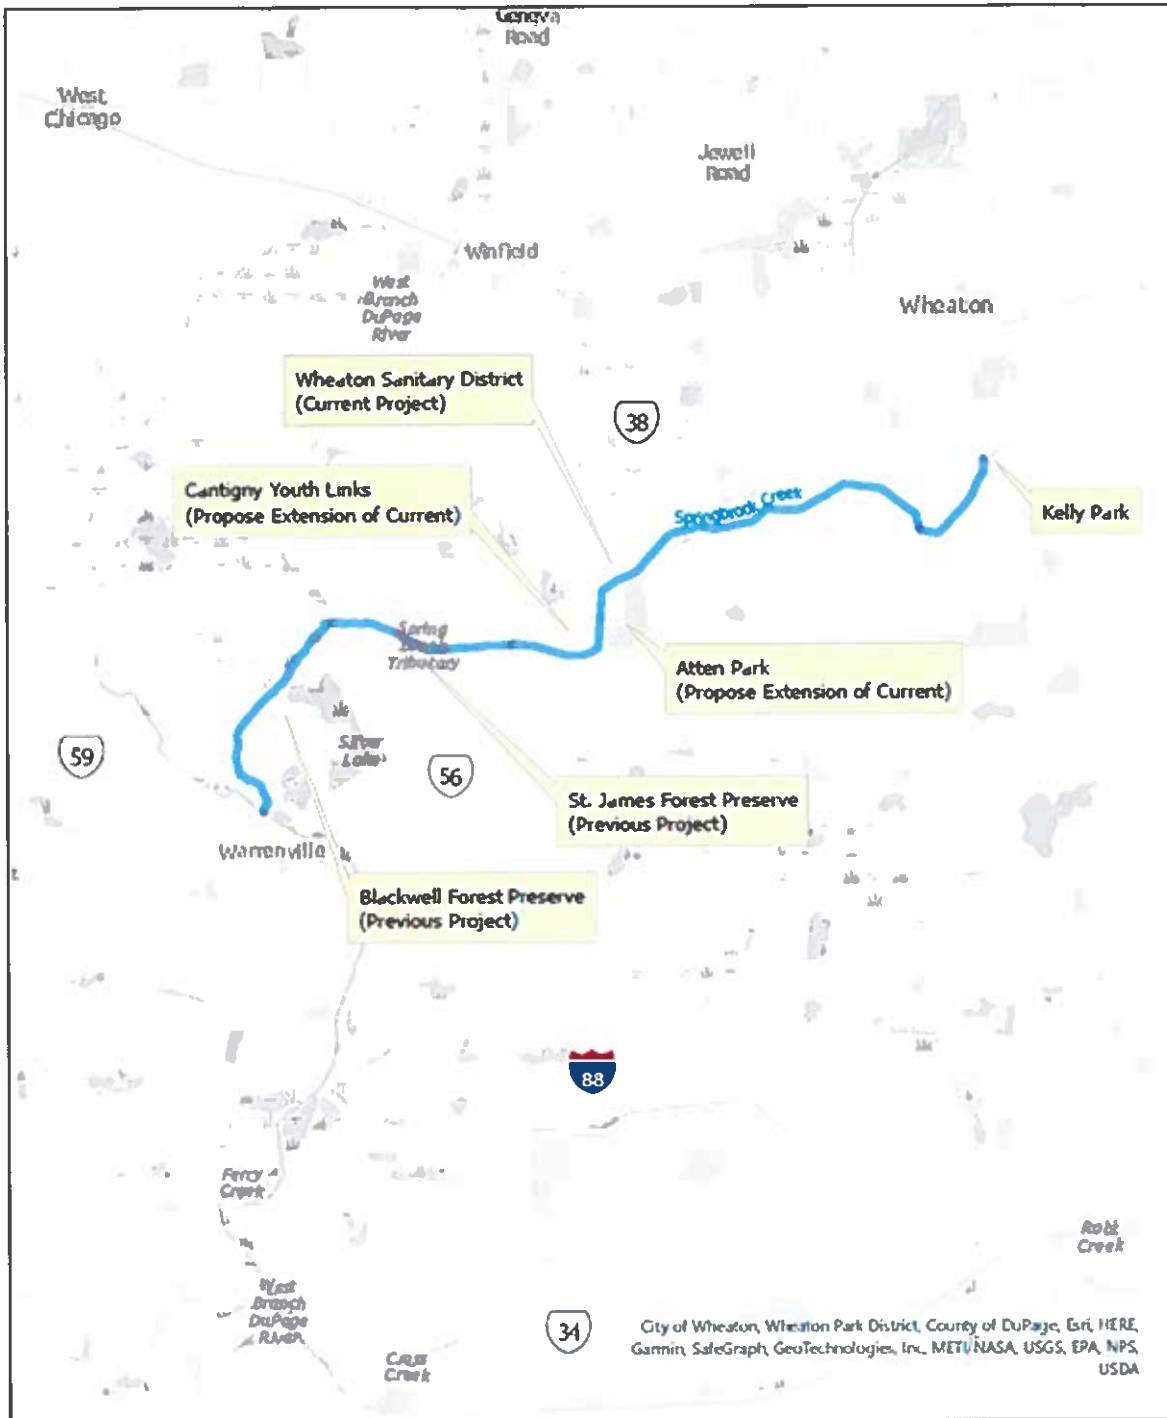 Geneva
Road
West
Chicago
Jewell
Road
Winfield
West
Branch
DuPage
River
Wheaton
Wheaton Sanitary District
(Current Project)
38
Cantigny Youth Links
(Propose Extension of Current)
Springbrook Creek
Kelly Park
Spring
Tributary
Atten Park
(Propose Extension of Current)
59
Silver
Lake
56
St. James Forest Preserve
(Previous Project)
Warrenville
Blackwell Forest Preserve
(Previous Project)
88
Ferry
Creek
Creek
West
Branch
DuPage
River
34
Cress
Creek
City of Wheaton, Wheaton Park District, County of DuPage, Esri, HERE,
Garmin, SafeGraph, GeoTechnologies, Inc, METI/NASA, USGS, EPA, NPS,
USDA